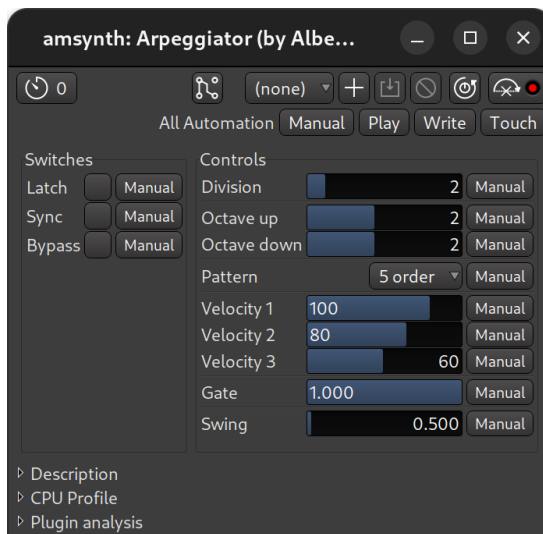 amsynth: Arpeggiator (by Albe...
0 (none)
All Automation Manual Play Write Touch
Switches
Latch Manual
Sync Manual
Bypass Manual
Controls
Division 2 Manual
Octave up 2 Manual
Octave down 2 Manual
Pattern 5 order Manual
Velocity 1 100 Manual
Velocity 2 80 Manual
Velocity 3 60 Manual
Gate 1.000 Manual
Swing 0.500 Manual
Description
CPU Profile
Plugin analysis